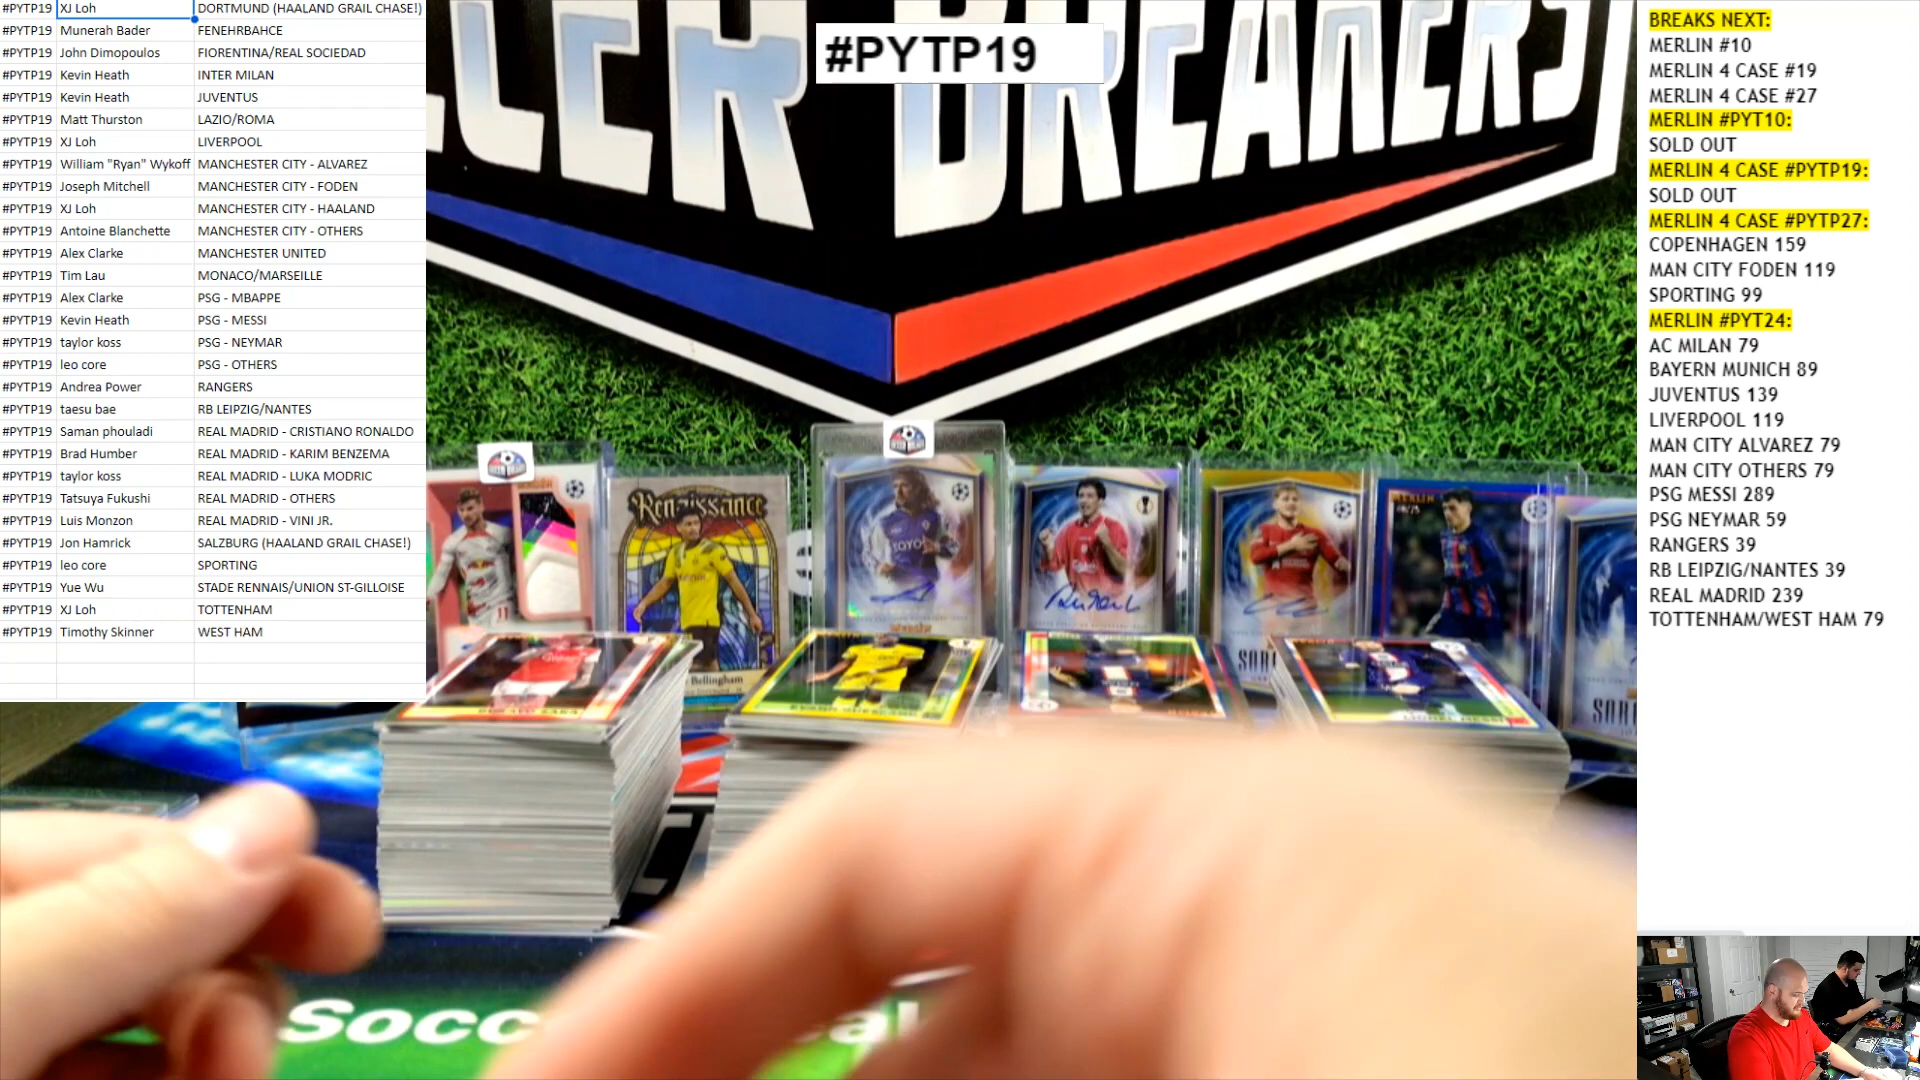 #PYTP19 XJ Loh DORTMUND (HAALAND GRAIL CHASE!)
#PYTP19 Munerah Bader FENEHRBAHCE
#PYTP19 John Dimopoulos FIORENTINA/REAL SOCIEDAD
#PYTP19 Kevin Heath INTER MILAN
#PYTP19 Kevin Heath JUVENTUS
#PYTP19 Matt Thurston LAZIO/ROMA
#PYTP19 XJ Loh LIVERPOOL
#PYTP19 William "Ryan" Wykoff MANCHESTER CITY - ALVAREZ
#PYTP19 Joseph Mitchell MANCHESTER CITY - FODEN
#PYTP19 XJ Loh MANCHESTER CITY - HAALAND
#PYTP19 Antoine Blanchette MANCHESTER CITY - OTHERS
#PYTP19 Alex Clarke MANCHESTER UNITED
#PYTP19 Tim Lau MONACO/MARSEILLE
#PYTP19 Alex Clarke PSG - MBAPPE
#PYTP19 Kevin Heath PSG - MESSI
#PYTP19 taylor koss PSG - NEYMAR
#PYTP19 leo core PSG - OTHERS
#PYTP19 Andrea Power RANGERS
#PYTP19 taesu bae RB LEIPZIG/NANTES
#PYTP19 Saman phouladi REAL MADRID - CRISTIANO RONALDO
#PYTP19 Brad Humber REAL MADRID - KARIM BENZEMA
#PYTP19 taylor koss REAL MADRID - LUKA MODRIC
#PYTP19 Tatsuya Fukushi REAL MADRID - OTHERS
#PYTP19 Luis Monzon REAL MADRID - VINI JR.
#PYTP19 Jon Hamrick SALZBURG (HAALAND GRAIL CHASE!)
#PYTP19 leo core SPORTING
#PYTP19 Yue Wu STADE RENNAIS/UNION ST-GILLOISE
#PYTP19 XJ Loh TOTTENHAM
#PYTP19 Timothy Skinner WEST HAM
#PYTP19
CCER BREAKERS
Renaissance
Bellingham
MERLIN
Socc
al
BREAKS NEXT:
MERLIN #10
MERLIN 4 CASE #19
MERLIN 4 CASE #27
MERLIN #PYT10:
SOLD OUT
MERLIN 4 CASE #PYTP19:
SOLD OUT
MERLIN 4 CASE #PYTP27:
COPENHAGEN 159
MAN CITY FODEN 119
SPORTING 99
MERLIN #PYT24:
AC MILAN 79
BAYERN MUNICH 89
JUVENTUS 139
LIVERPOOL 119
MAN CITY ALVAREZ 79
MAN CITY OTHERS 79
PSG MESSI 289
PSG NEYMAR 59
RANGERS 39
RB LEIPZIG/NANTES 39
REAL MADRID 239
TOTTENHAM/WEST HAM 79